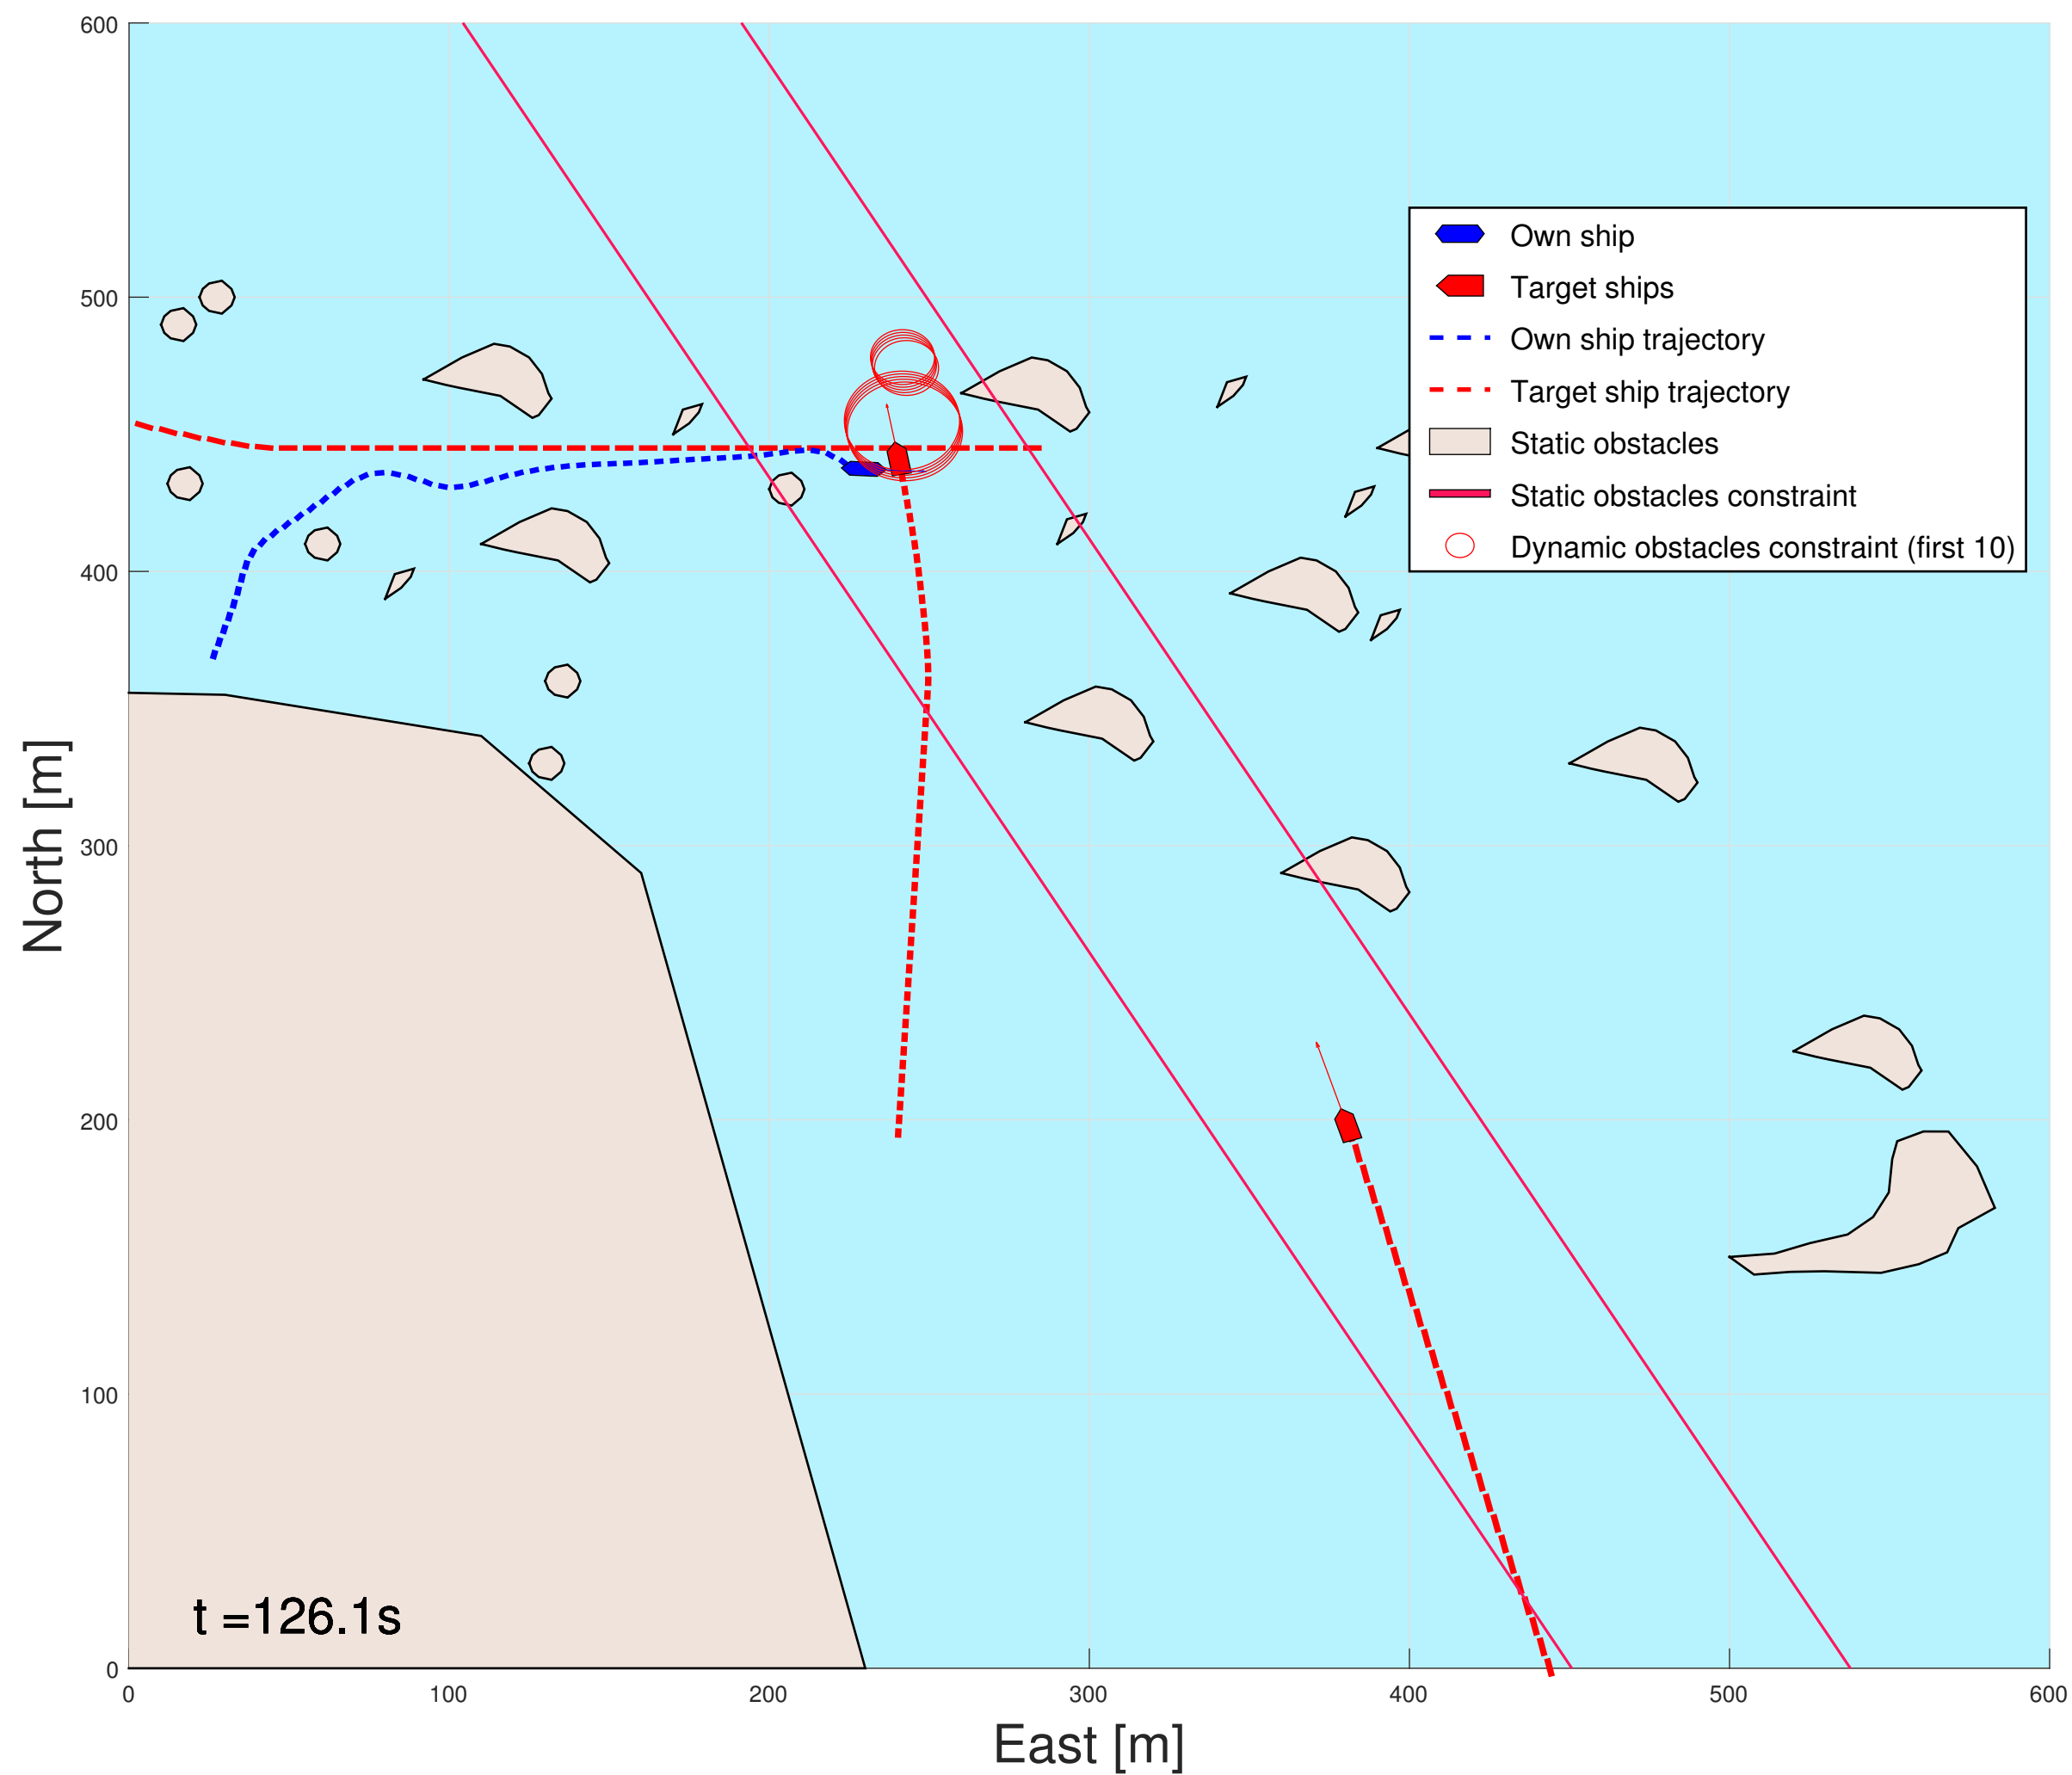 600
500
400
300
200
100
0
0
100
200
300
400
500
600
North [m]
East [m]
t =126.1s
Own ship
Target ships
Own ship trajectory
Target ship trajectory
Static obstacles
Static obstacles constraint
Dynamic obstacles constraint (first 10)